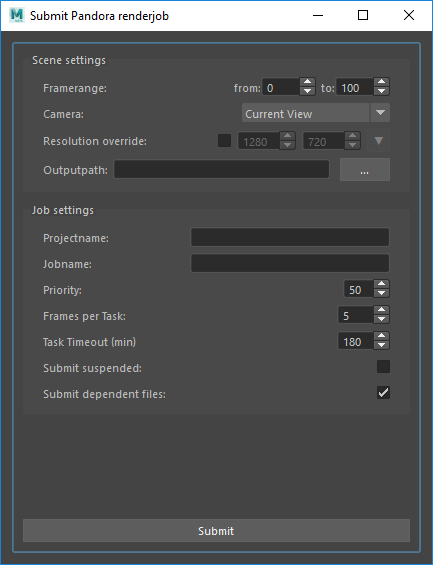 Submit Pandora renderjob
Scene settings
Framerange: from: 0 to: 100
Camera: Current View
Resolution override: 1280 720
Outputpath: ...
Job settings
Projectname:
Jobname:
Priority: 50
Frames per Task: 5
Task Timeout (min) 180
Submit suspended:
Submit dependent files:
Submit